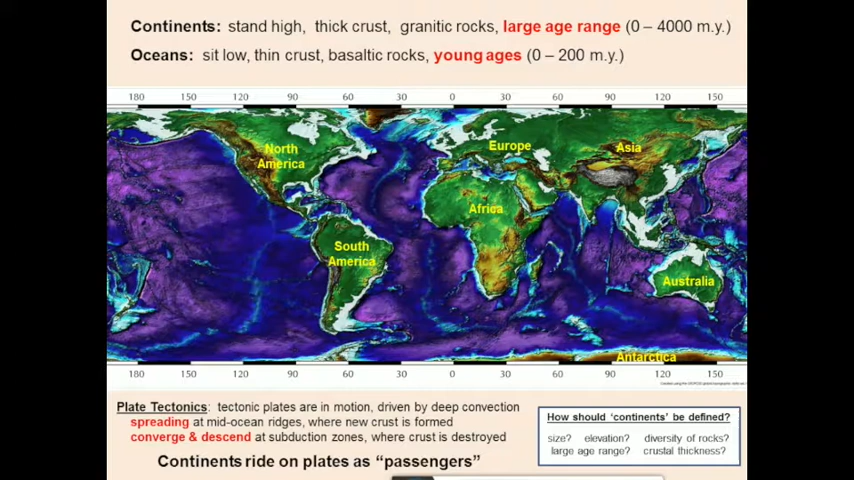 Continents: stand high, thick crust, granitic rocks, large age range (0 – 4000 m.y.)
Oceans: sit low, thin crust, basaltic rocks, young ages (0 – 200 m.y.)
180 150 120 90 60 30 0 30 60 90 120 150
North America
Europe
Asia
Africa
South America
Australia
Antarctica
180 150 120 90 60 30 0 30 60 90 120 150
Plate Tectonics: tectonic plates are in motion, driven by deep convection
spreading at mid-ocean ridges, where new crust is formed
converge & descend at subduction zones, where crust is destroyed
Continents ride on plates as “passengers”
How should ‘continents’ be defined?
size? elevation? diversity of rocks?
large age range? crustal thickness?